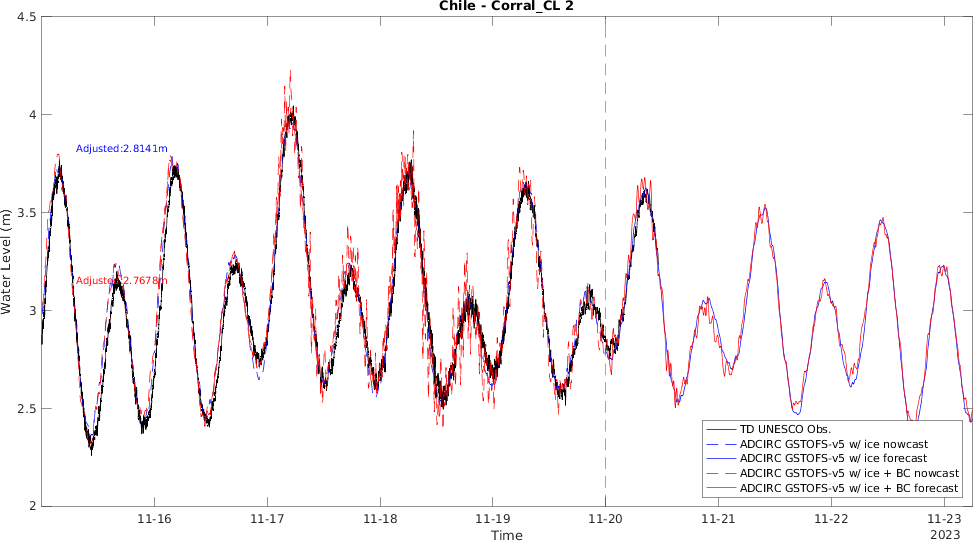 Chile - Corral_CL 2
4.5
4
3.5
3
2.5
2
Water Level (m)
Adjusted:2.8141m
Adjusted:2.7678m
TD UNESCO Obs.
ADCIRC GSTOFS-v5 w/ ice nowcast
ADCIRC GSTOFS-v5 w/ ice forecast
ADCIRC GSTOFS-v5 w/ ice + BC nowcast
ADCIRC GSTOFS-v5 w/ ice + BC forecast
11-16 11-17 11-18 11-19 11-20 11-21 11-22 11-23
Time
2023